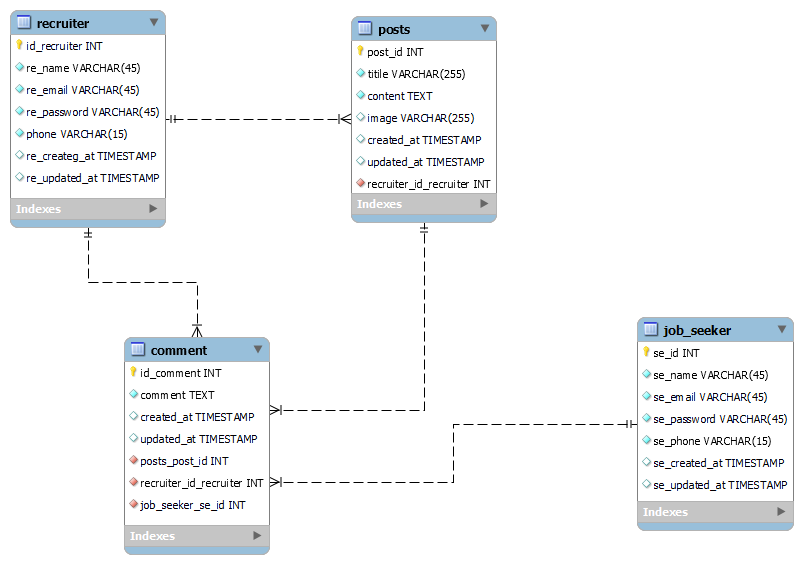 recruiter
id_recruiter INT
re_name VARCHAR(45)
re_email VARCHAR(45)
re_password VARCHAR(45)
phone VARCHAR(15)
re_createg_at TIMESTAMP
re_updated_at TIMESTAMP
Indexes
posts
post_id INT
titile VARCHAR(255)
content TEXT
image VARCHAR(255)
created_at TIMESTAMP
updated_at TIMESTAMP
recruiter_id_recruiter INT
Indexes
comment
id_comment INT
comment TEXT
created_at TIMESTAMP
updated_at TIMESTAMP
posts_post_id INT
recruiter_id_recruiter INT
job_seeker_se_id INT
Indexes
job_seeker
se_id INT
se_name VARCHAR(45)
se_email VARCHAR(45)
se_password VARCHAR(45)
se_phone VARCHAR(15)
se_created_at TIMESTAMP
se_updated_at TIMESTAMP
Indexes